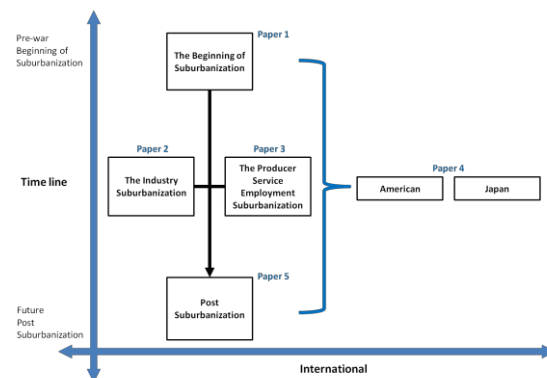 Paper 1
Pre-war
Beginning of
Suburbanization
The Beginning of
Suburbanization
Paper 2
Paper 3
Paper 4
Time line
The Industry
Suburbanization
The Producer
Service
Employment
Suburbanization
American
Japan
Paper 5
Post
Suburbanization
Future
Post
Suburbanization
International